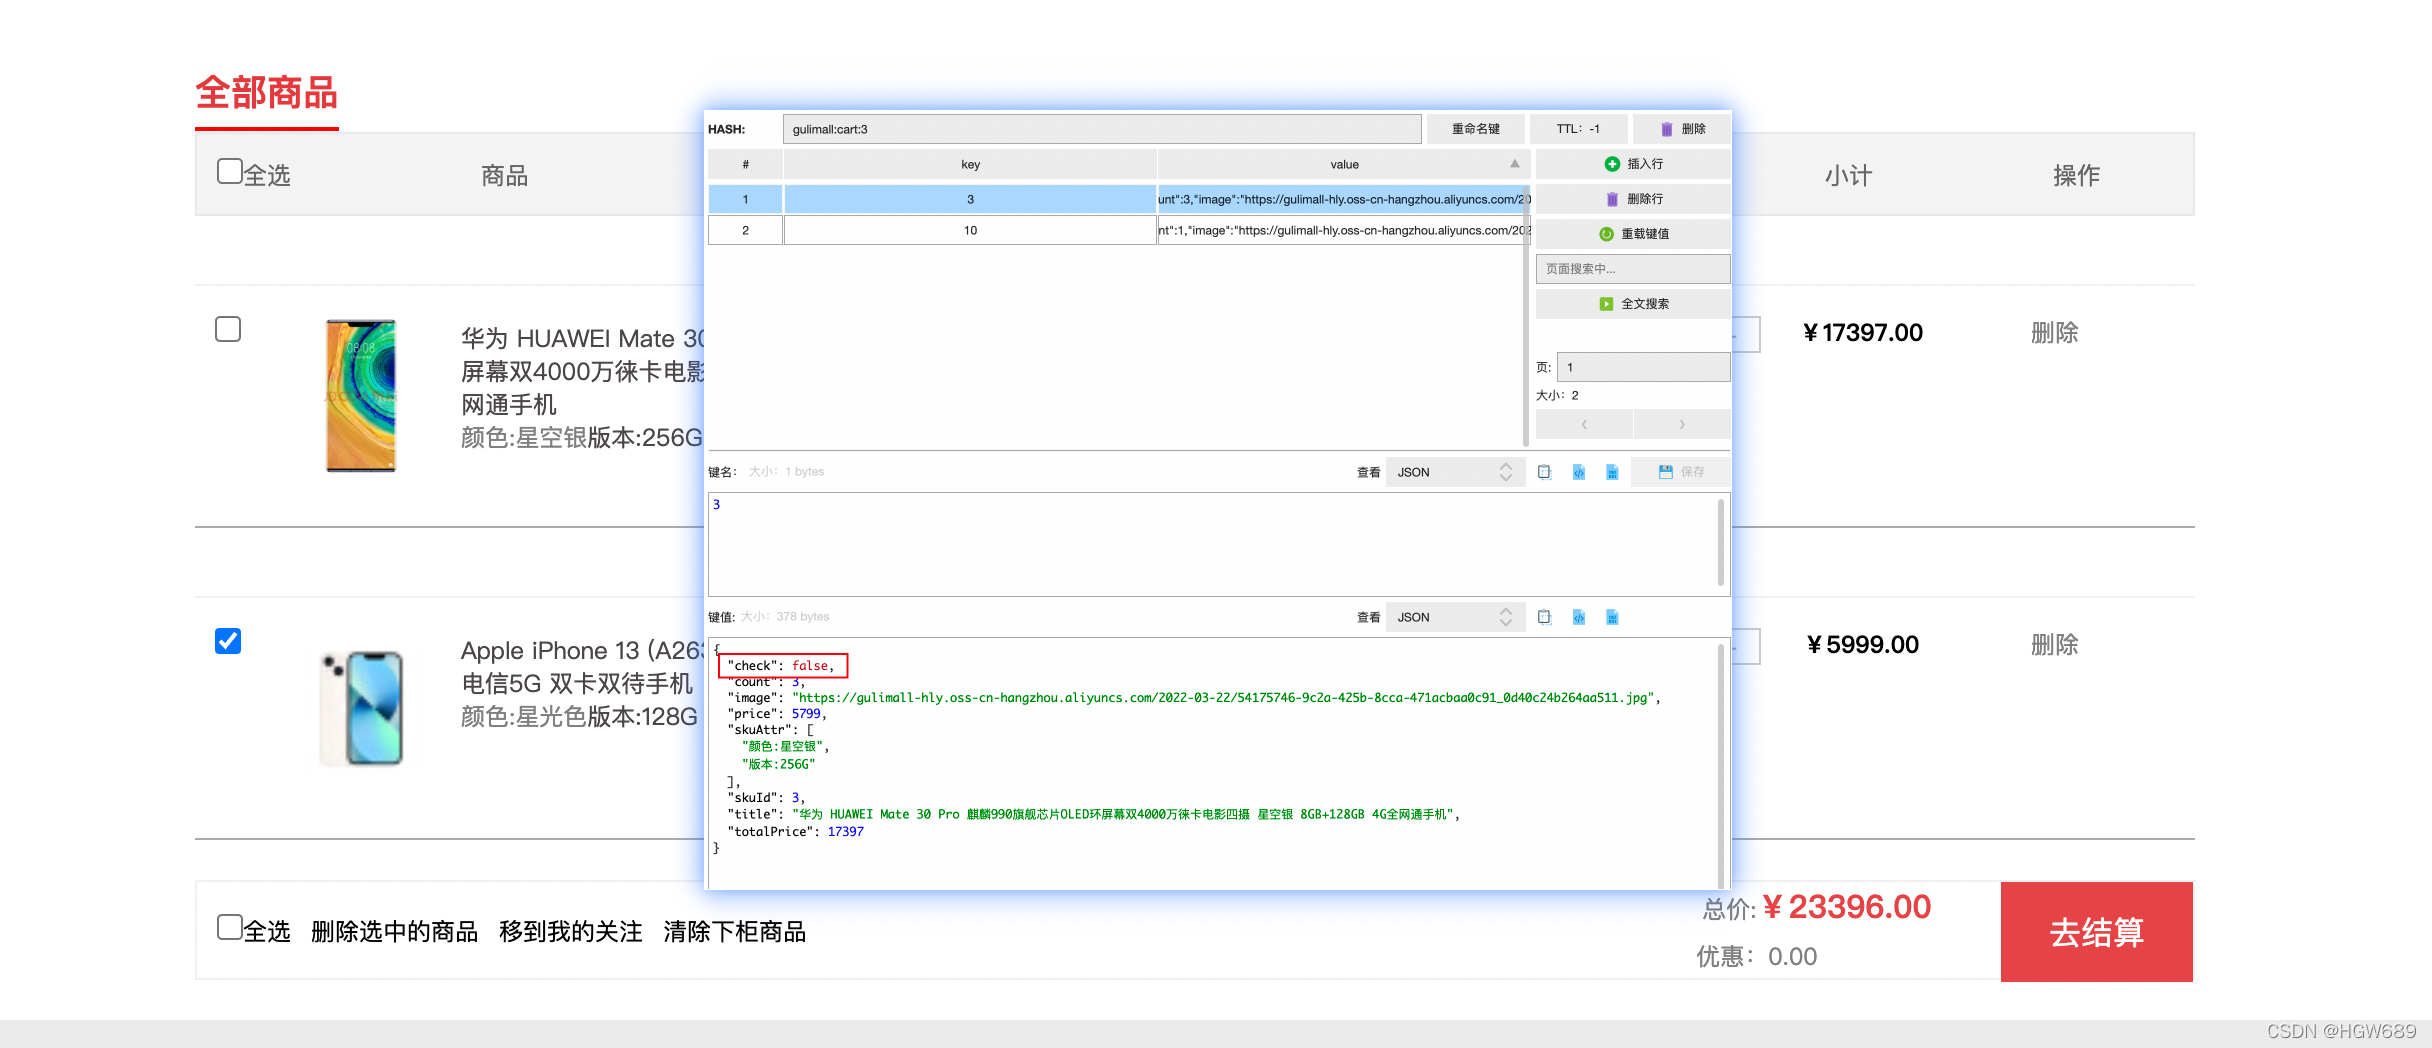 全部商品
全选
商品
小计
操作
HASH:
gulimall:cart:3
重命名键
TTL: -1
删除
#
key
value
插入行
1
3
unt":3,"image":"https://gulimall-hly.oss-cn-hangzhou.aliyuncs.com/20
删除行
2
10
nt":1,"image":"https://gulimall-hly.oss-cn-hangzhou.aliyuncs.com/202
重载键值
页面搜索中...
全文搜索
页:
1
大小: 2
华为 HUAWEI Mate 30
屏幕双4000万徕卡电影
网通手机
颜色:星空银版本:256G
¥17397.00
删除
键名:
大小: 1 bytes
查看
JSON
保存
3
键值:
大小: 378 bytes
查看
JSON
{
"check": false,
"count": 3,
"image": "https://gulimall-hly.oss-cn-hangzhou.aliyuncs.com/2022-03-22/54175746-9c2a-425b-8cca-471acbaa0c91_0d40c24b264aa511.jpg",
"price": 5799,
"skuAttr": [
"颜色:星空银",
"版本:256G"
],
"skuId": 3,
"title": "华为 HUAWEI Mate 30 Pro 麒麟990旗舰芯片OLED环屏幕双4000万徕卡电影四摄 星空银 8GB+128GB 4G全网通手机",
"totalPrice": 17397
}
Apple iPhone 13 (A263
电信5G 双卡双待手机
颜色:星光色版本:128G
¥5999.00
删除
全选
删除选中的商品
移到我的关注
清除下柜商品
总价: ¥23396.00
优惠: 0.00
去结算
CSDN @HGW689